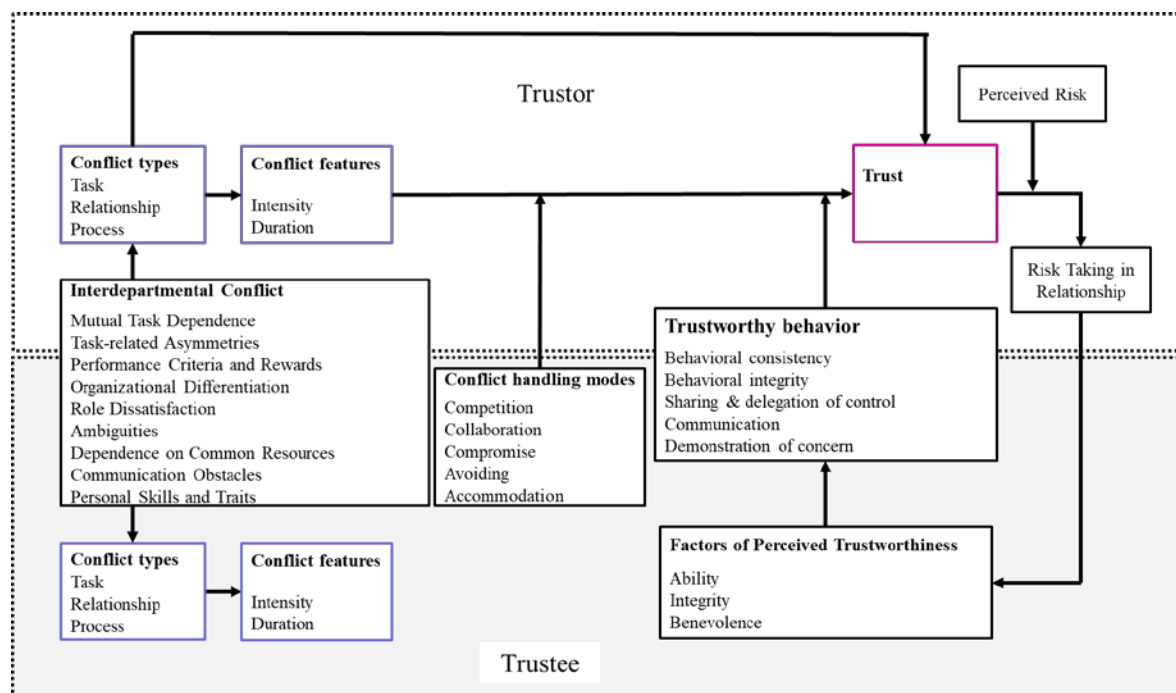 Trustor
Perceived Risk
Conflict types
Task
Relationship
Process
Conflict features
Intensity
Duration
Trust
Risk Taking in
Relationship
Interdepartmental Conflict
Mutual Task Dependence
Task-related Asymmetries
Performance Criteria and Rewards
Organizational Differentiation
Role Dissatisfaction
Ambiguities
Dependence on Common Resources
Communication Obstacles
Personal Skills and Traits
Conflict handling modes
Competition
Collaboration
Compromise
Avoiding
Accommodation
Trustworthy behavior
Behavioral consistency
Behavioral integrity
Sharing & delegation of control
Communication
Demonstration of concern
Conflict types
Task
Relationship
Process
Conflict features
Intensity
Duration
Factors of Perceived Trustworthiness
Ability
Integrity
Benevolence
Trustee